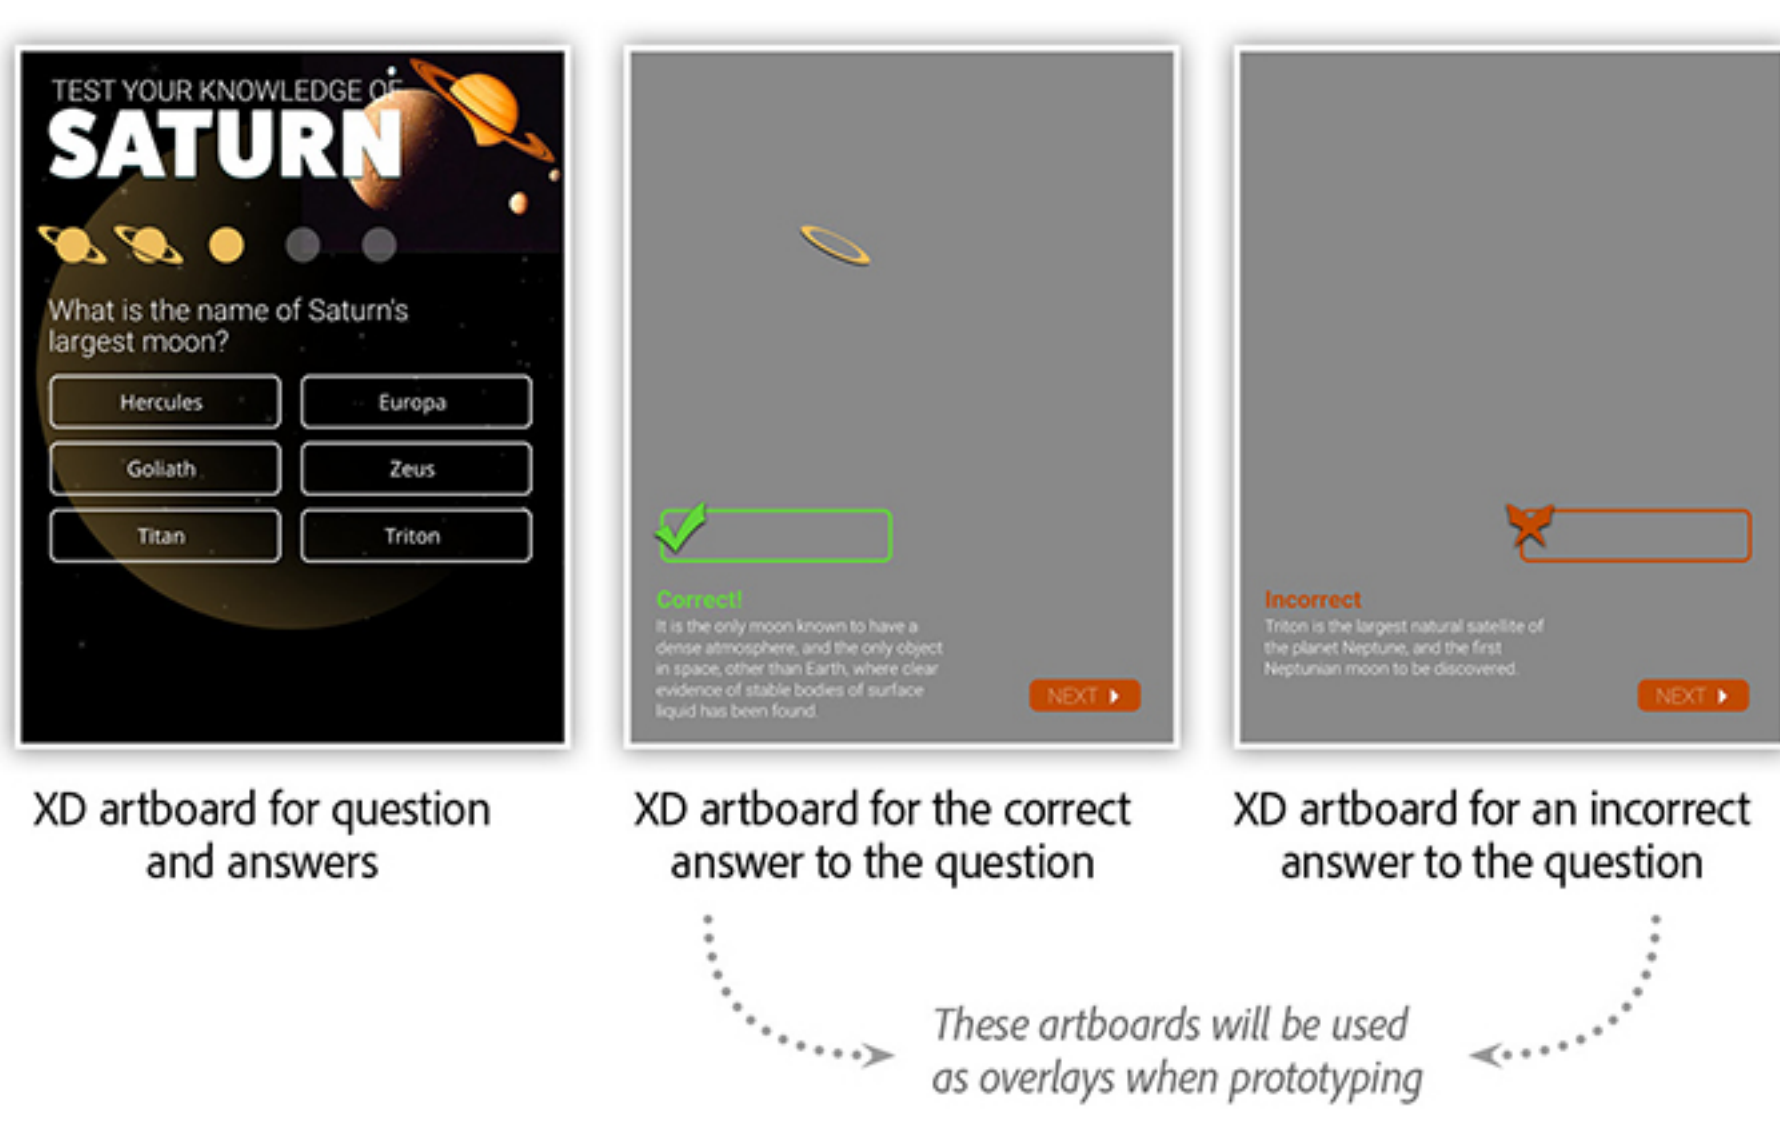 TEST YOUR KNOWLEDGE OF
SATURN
What is the name of Saturn's
largest moon?
Hercules
Europa
Goliath
Zeus
Titan
Triton
XD artboard for question
and answers
Correct!
It is the only moon known to have a
dense atmosphere, and the only object
in space, other than Earth, where clear
evidence of stable bodies of surface
liquid has been found.
NEXT
XD artboard for the correct
answer to the question
Incorrect
Triton is the largest natural satellite of
the planet Neptune, and the first
Neptunian moon to be discovered.
NEXT
XD artboard for an incorrect
answer to the question
These artboards will be used
as overlays when prototyping